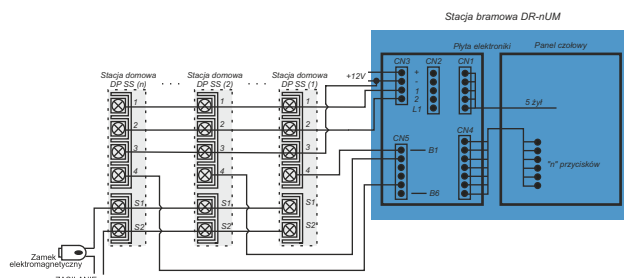 Stacja bramowa DR-nUM
Płyta elektroniki
Panel czołowy
CN3
CN2
CN1
+12V
+
-
1
2
L1
5 żył
CN5
B1
B6
CN4
"n" przycisków
Stacja domowa
DP SS (n)
. . .
Stacja domowa
DP SS (2)
. . .
Stacja domowa
DP SS (1)
1
1
1
2
2
2
3
3
3
4
4
4
S1
S1
S1
S2
S2
S2
Zamek
elektromagnetyczny
ZASILANIE